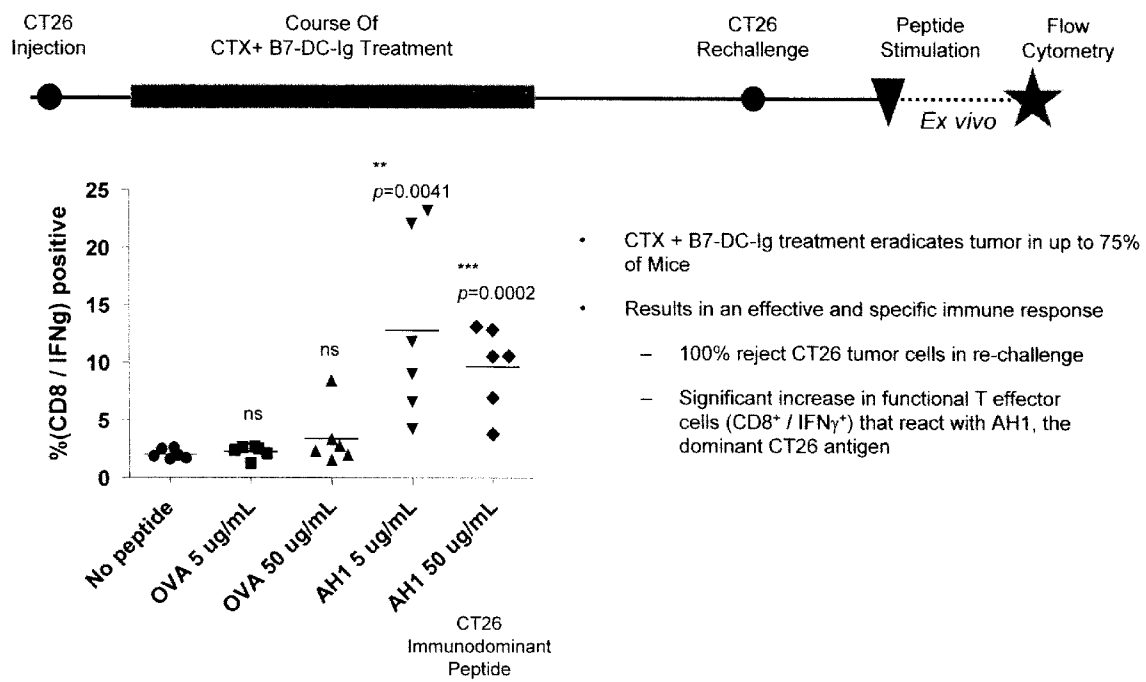 CT26
Injection
Course Of
CTX+ B7-DC-Ig Treatment
CT26
Rechallenge
Peptide
Stimulation
Flow
Cytometry
Ex vivo
%(CD8 / IFNg) positive
25
20
15
10
5
0
ns
ns
**
p=0.0041
***
p=0.0002
No peptide
OVA 5 ug/mL
OVA 50 ug/mL
AH1 5 ug/mL
AH1 50 ug/mL
CT26
Immunodominant
Peptide
• CTX + B7-DC-Ig treatment eradicates tumor in up to 75%
of Mice
• Results in an effective and specific immune response
– 100% reject CT26 tumor cells in re-challenge
– Significant increase in functional T effector
cells (CD8⁺ / IFNγ⁺) that react with AH1, the
dominant CT26 antigen